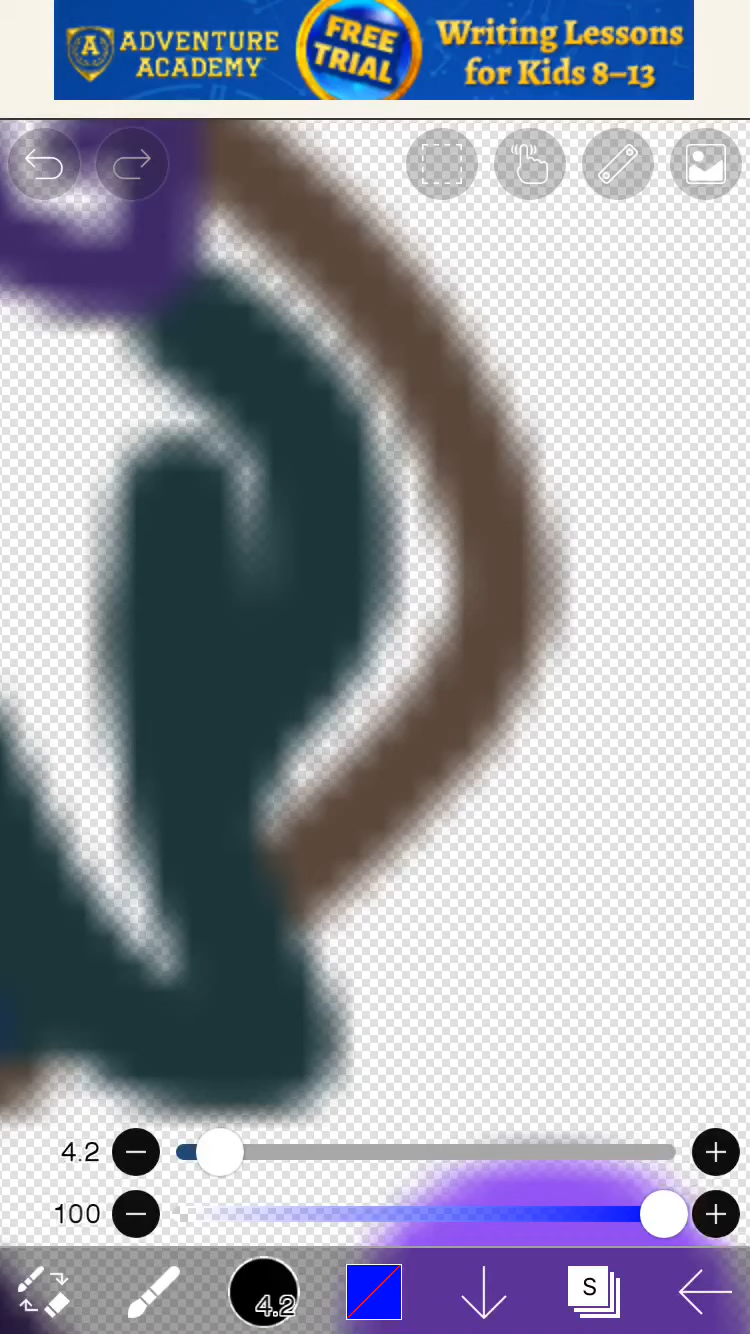 ADVENTURE
ACADEMY
FREE
TRIAL
Writing Lessons
for Kids 8–13
4.2
100
4.2
S